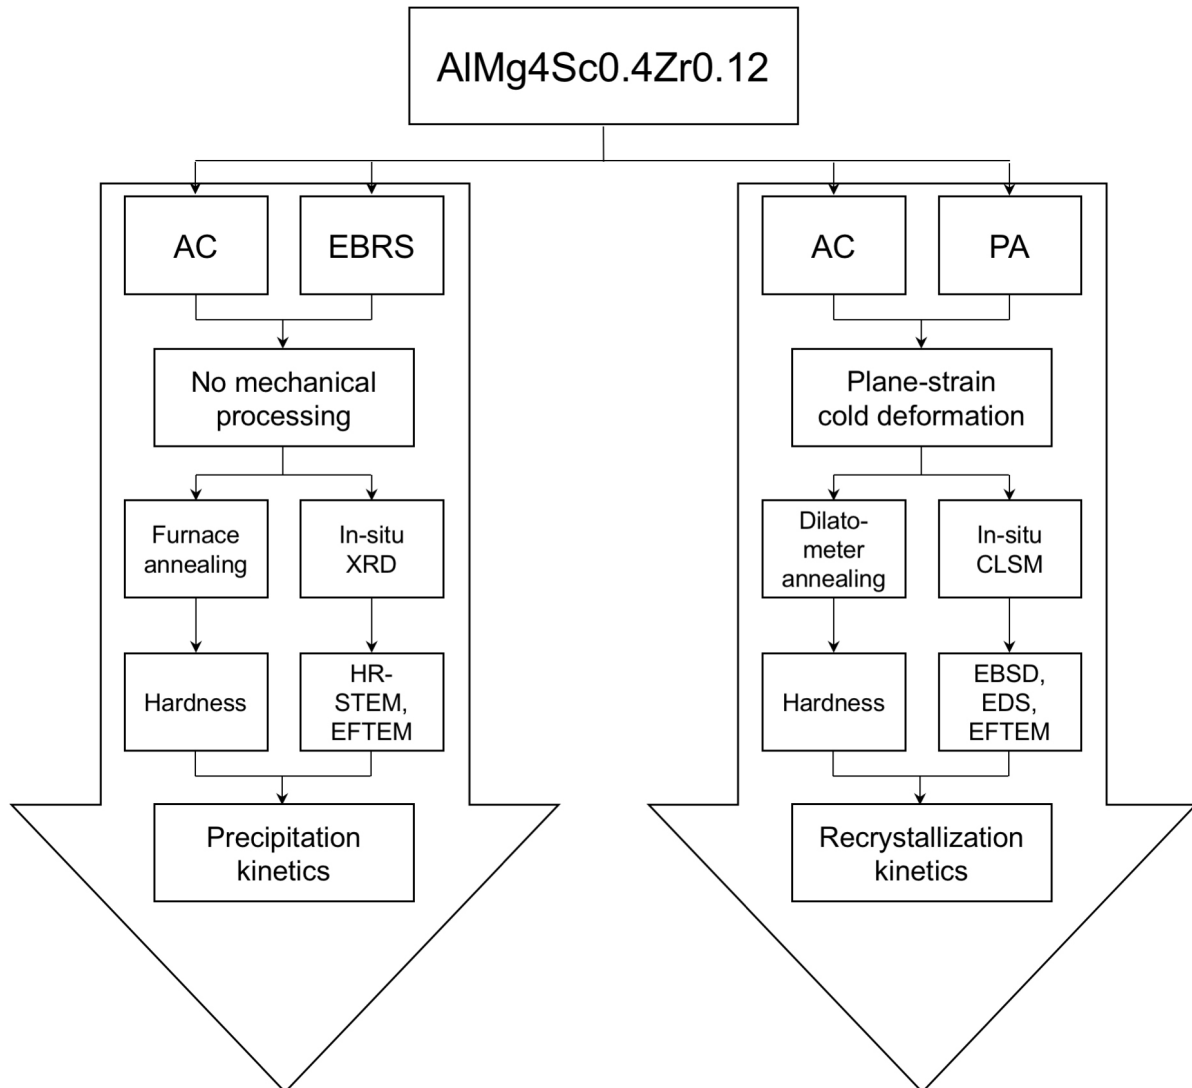 AlMg4Sc0.4Zr0.12
AC
EBRS
No mechanical
processing
Furnace
annealing
In-situ
XRD
Hardness
HR-
STEM,
EFTEM
Precipitation
kinetics
AC
PA
Plane-strain
cold deformation
Dilato-
meter
annealing
In-situ
CLSM
Hardness
EBSD,
EDS,
EFTEM
Recrystallization
kinetics